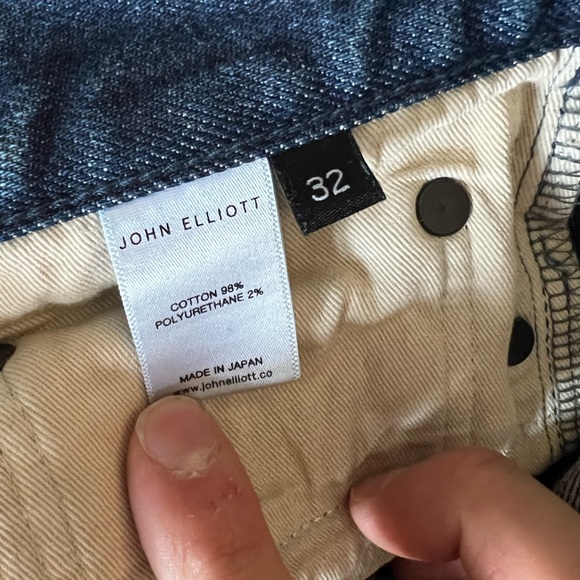 JOHN ELLIOTT
32
COTTON 98%
POLYURETHANE 2%
MADE IN JAPAN
www.johnelliott.co